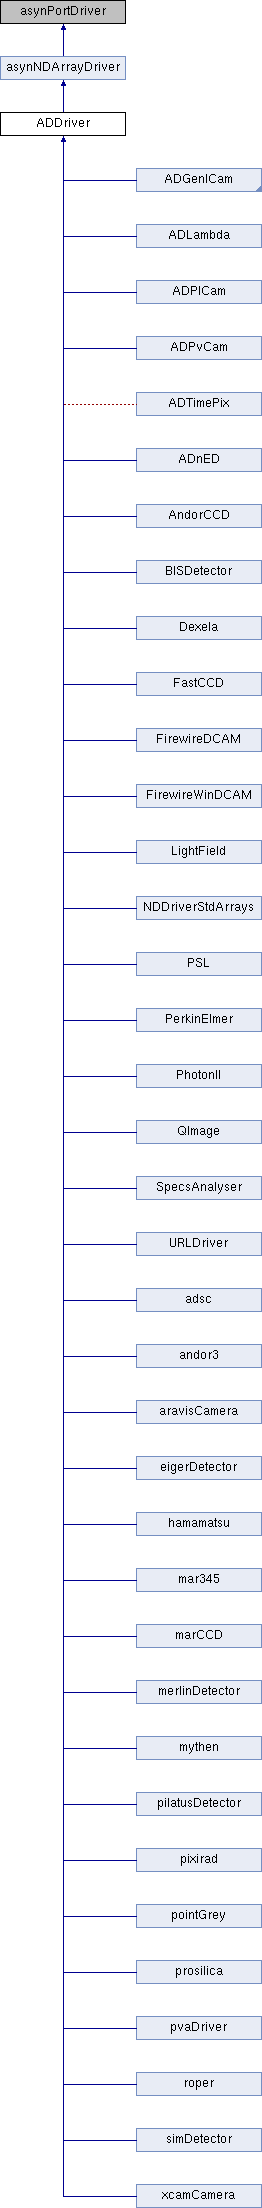 asynPortDriver
asynNDArrayDriver
ADDriver
ADGenICam
ADLambda
ADPICam
ADPvCam
ADTimePix
ADnED
AndorCCD
BISDetector
Dexela
FastCCD
FirewireDCAM
FirewireWinDCAM
LightField
NDDriverStdArrays
PSL
PerkinElmer
PhotonII
QImage
SpecsAnalyser
URLDriver
adsc
andor3
aravisCamera
eigerDetector
hamamatsu
mar345
marCCD
merlinDetector
mythen
pilatusDetector
pixirad
pointGrey
prosilica
pvaDriver
roper
simDetector
xcamCamera